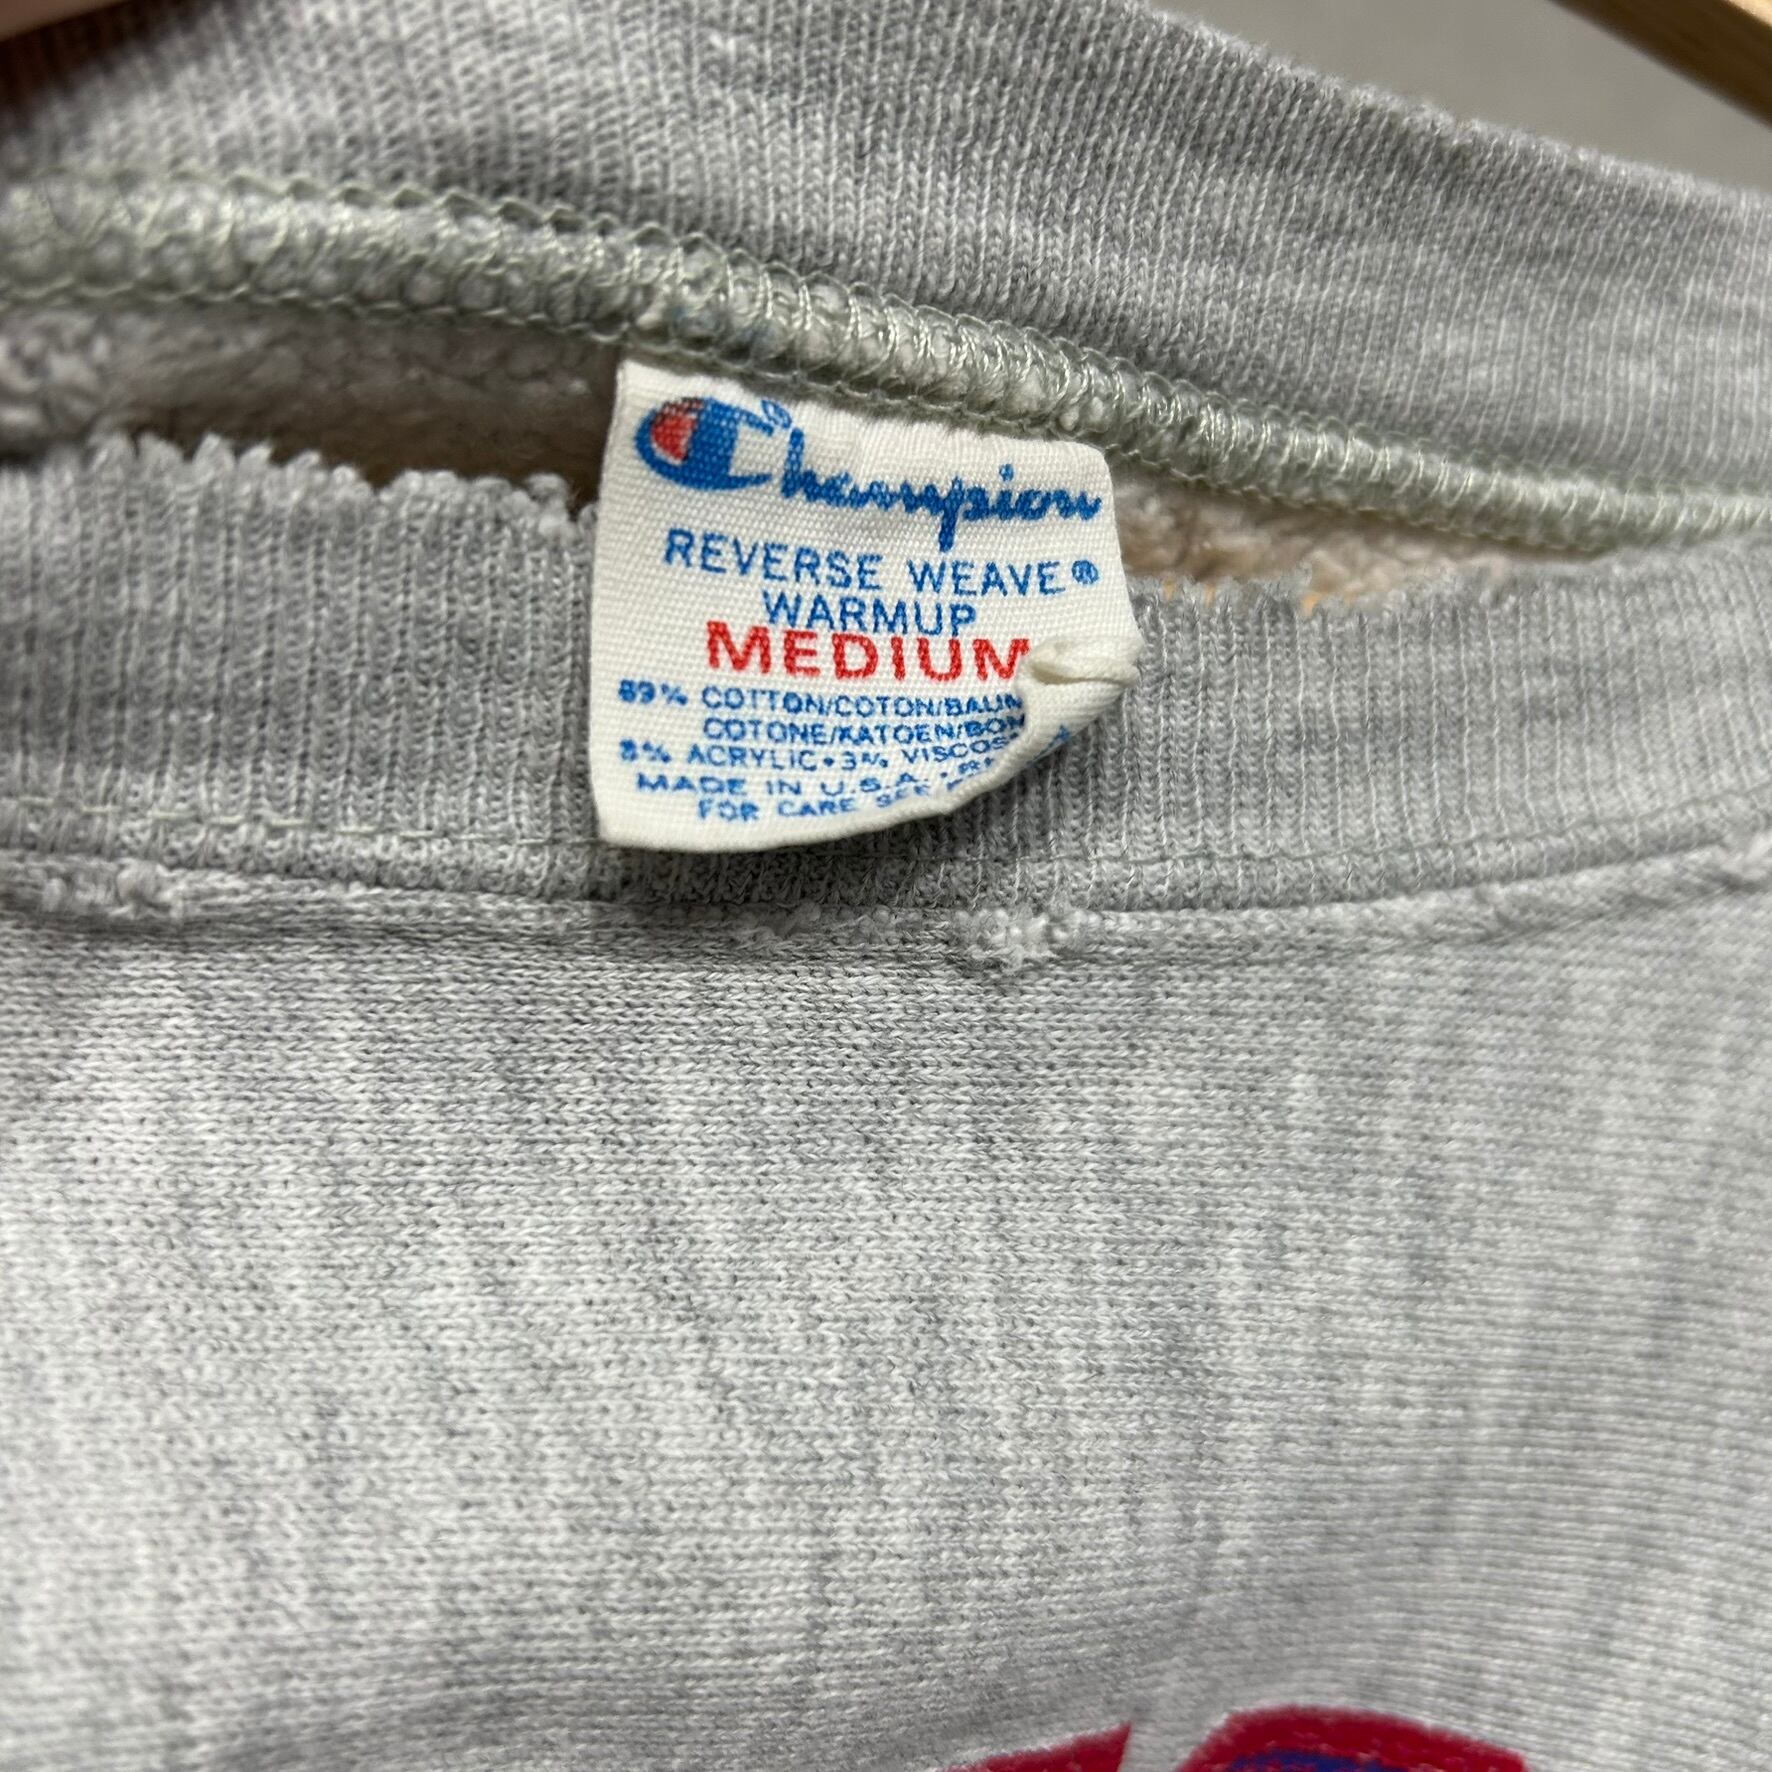 Champion
REVERSE WEAVE®
WARMUP
MEDIUM
89% COTTON/COTON/BAUM
COTONE/KATOEN/BOM
8% ACRYLIC•3% VISCOS
MADE IN U.S.A.
FOR CARE SEE